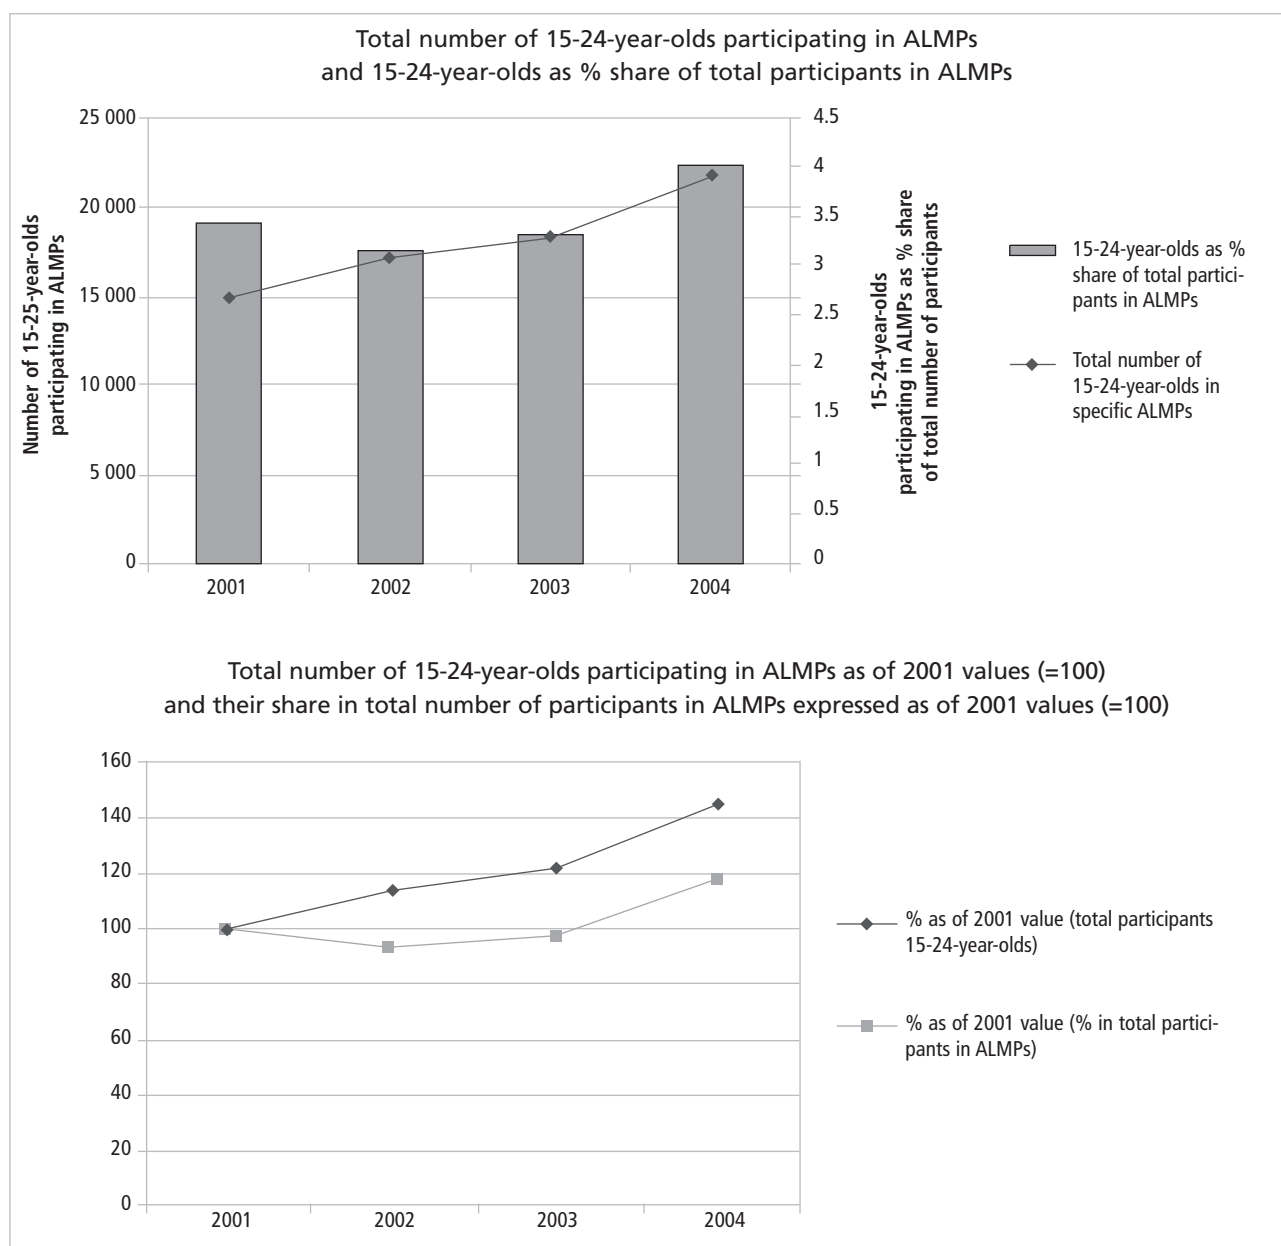 Total number of 15-24-year-olds participating in ALMPs
and 15-24-year-olds as % share of total participants in ALMPs
25 000
20 000
15 000
10 000
5 000
0
Number of 15-25-year-olds
participating in ALMPs
4.5
4
3.5
3
2.5
2
1.5
1
0.5
0
15-24-year-olds
participating in ALMPs as % share
of total number of participants
15-24-year-olds as %
share of total partici-
pants in ALMPs
Total number of
15-24-year-olds in
specific ALMPs
2001
2002
2003
2004
Total number of 15-24-year-olds participating in ALMPs as of 2001 values (=100)
and their share in total number of participants in ALMPs expressed as of 2001 values (=100)
160
140
120
100
80
60
40
20
0
% as of 2001 value (total participants
15-24-year-olds)
% as of 2001 value (% in total partici-
pants in ALMPs)
2001
2002
2003
2004